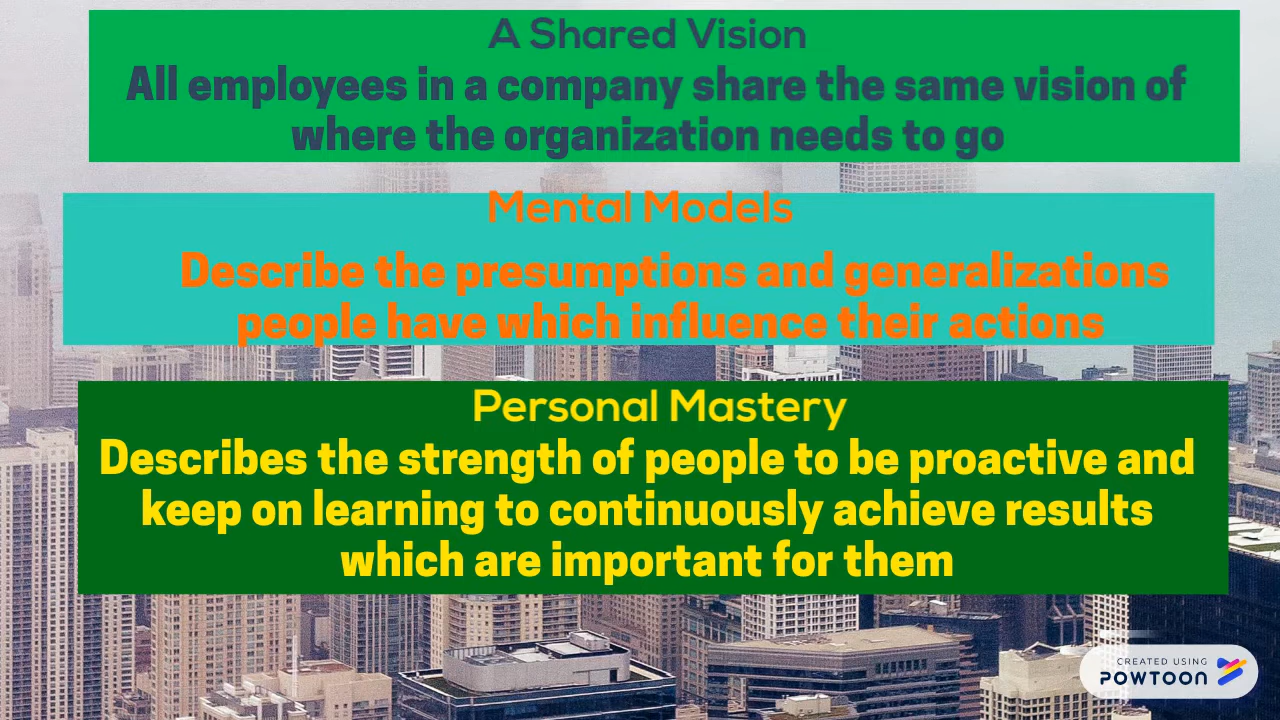 A Shared Vision
All employees in a company share the same vision of
where the organization needs to go
Mental Models
Describe the presumptions and generalizations
people have which influence their actions
Personal Mastery
Describes the strength of people to be proactive and
keep on learning to continuously achieve results
which are important for them
CREATED USING
POWTOON